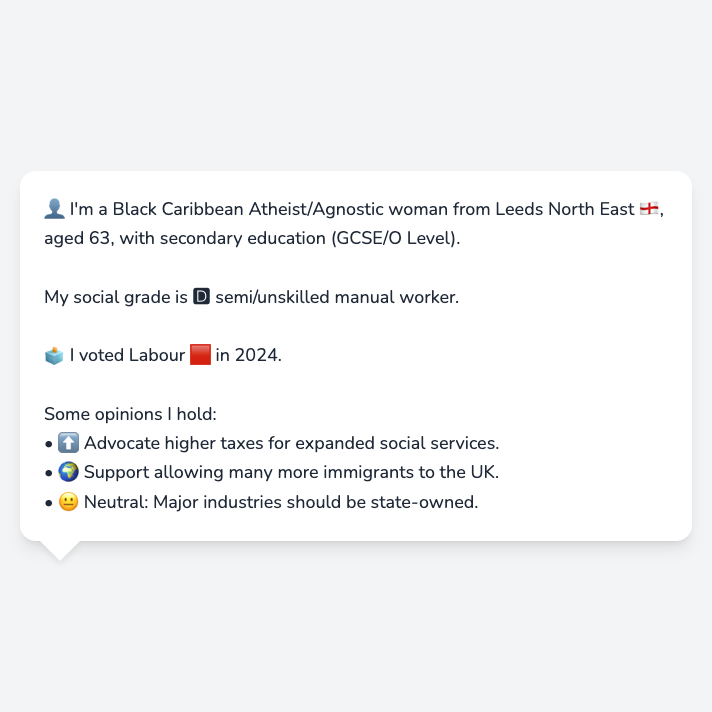 👤 I'm a Black Caribbean Atheist/Agnostic woman from Leeds North East 🏴󠁧󠁢󠁥󠁮󠁧󠁿,
aged 63, with secondary education (GCSE/O Level).
My social grade is 🅳 semi/unskilled manual worker.
🗳️ I voted Labour 🟥 in 2024.
Some opinions I hold:
• ⬆️ Advocate higher taxes for expanded social services.
• 🌍 Support allowing many more immigrants to the UK.
• 😐 Neutral: Major industries should be state-owned.